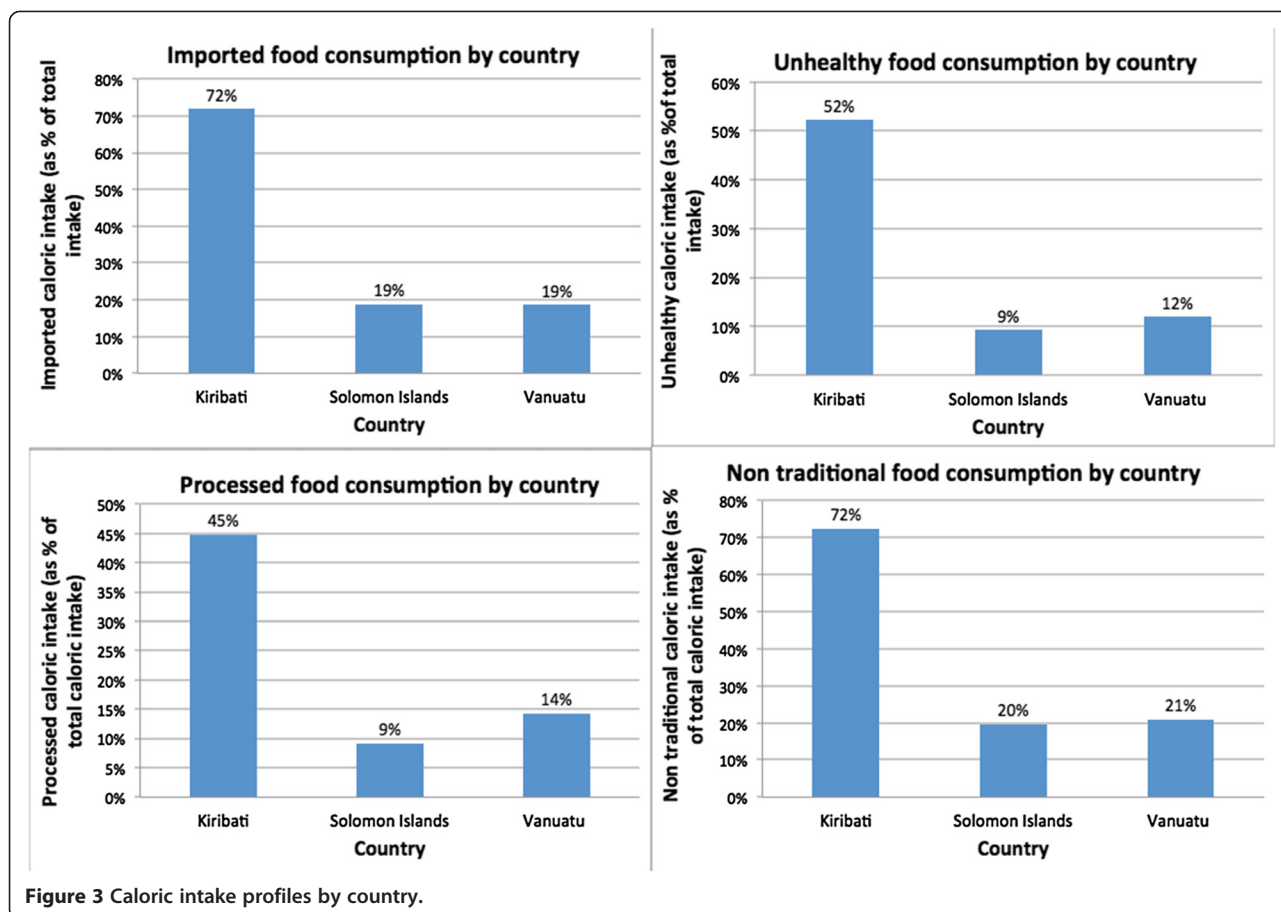 Imported food consumption by country
Imported caloric intake (as % of total
intake)
80%
70%
60%
50%
40%
30%
20%
10%
0%
72%
19%
19%
Kiribati
Solomon Islands
Vanuatu
Country
Unhealthy food consumption by country
Unhealthy caloric intake (as %of total
intake)
60%
50%
40%
30%
20%
10%
0%
52%
9%
12%
Kiribati
Solomon Islands
Vanuatu
Country
Processed food consumption by country
Processed caloric intake (as % of
total caloric intake)
50%
45%
40%
35%
30%
25%
20%
15%
10%
5%
0%
45%
9%
14%
Kiribati
Solomon Islands
Vanuatu
Country
Non traditional food consumption by country
Non traditional caloric intake (as %
of total caloric intake)
80%
70%
60%
50%
40%
30%
20%
10%
0%
72%
20%
21%
Kiribati
Solomon Islands
Vanuatu
Country
Figure 3 Caloric intake profiles by country.